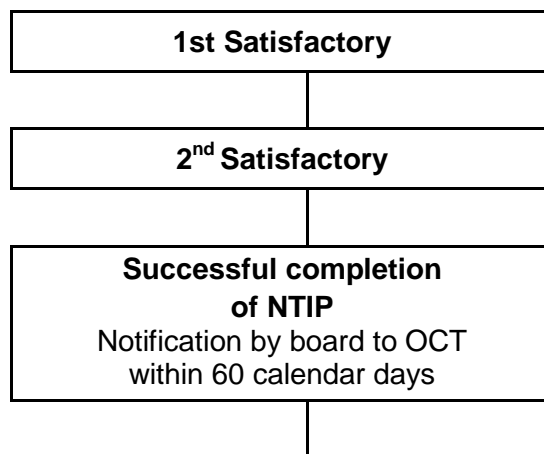 1st Satisfactory
2nd Satisfactory
Successful completion
of NTIP
Notification by board to OCT
within 60 calendar days